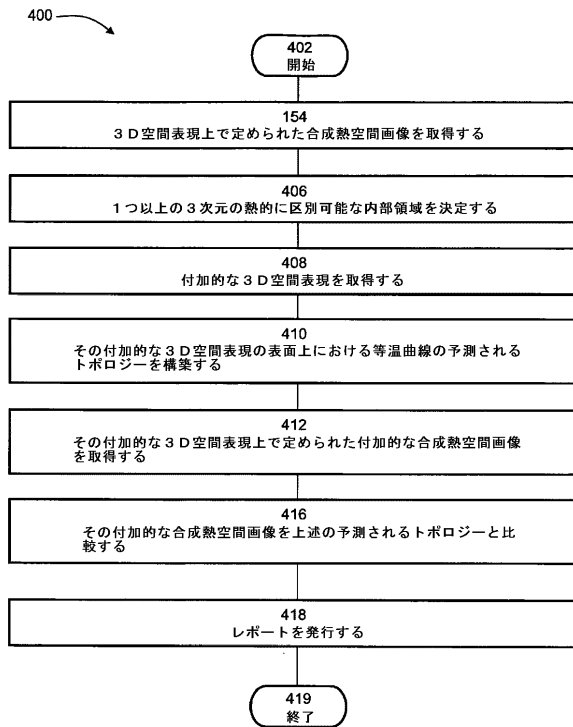 400
402
開始
154
3D空間表現上で定められた合成熱空間画像を取得する
406
1つ以上の3次元の熱的に区別可能な内部領域を決定する
408
付加的な3D空間表現を取得する
410
その付加的な3D空間表現の表面上における等温曲線の予測される
トポロジーを構築する
412
その付加的な3D空間表現上で定められた付加的な合成熱空間画像
を取得する
416
その付加的な合成熱空間画像を上述の予測されるトポロジーと比
較する
418
レポートを発行する
419
終了